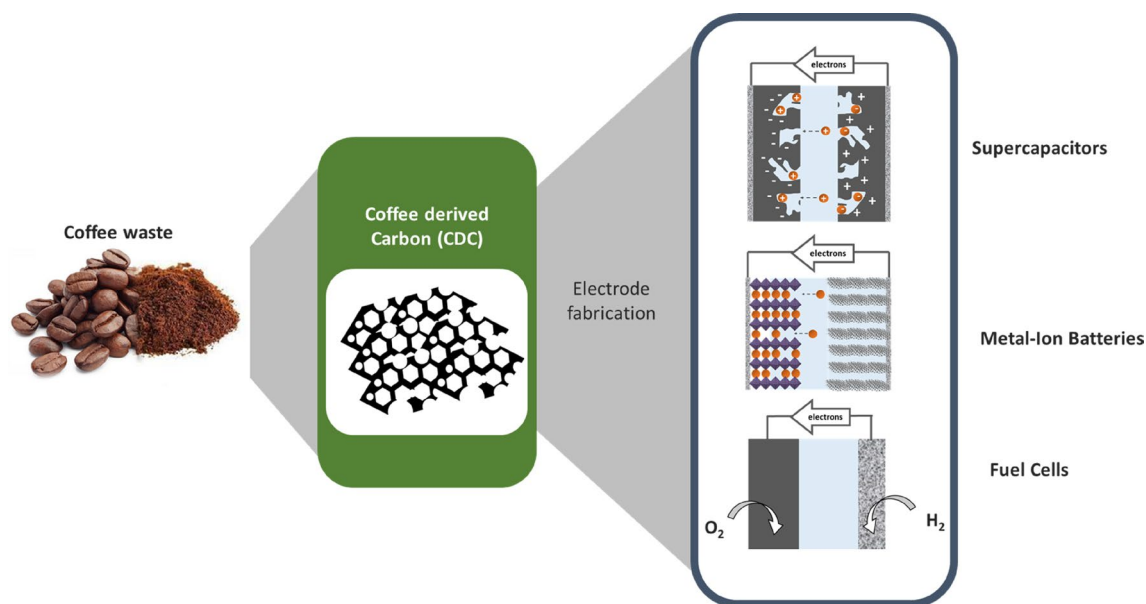 Coffee waste
Coffee derived
Carbon (CDC)
Electrode
fabrication
electrons
Supercapacitors
electrons
Metal-Ion Batteries
electrons
Fuel Cells
O₂
H₂